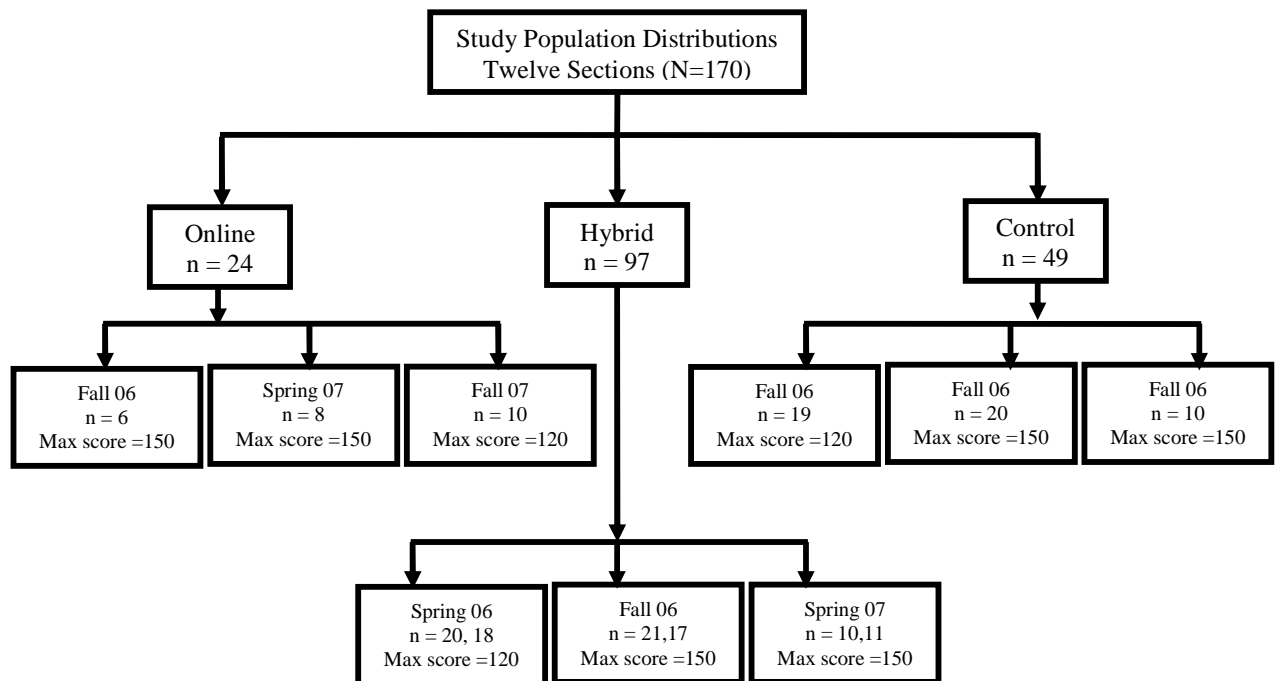 Study Population Distributions
Twelve Sections (N=170)
Online
n = 24
Hybrid
n = 97
Control
n = 49
Fall 06
n = 6
Max score =150
Spring 07
n = 8
Max score =150
Fall 07
n = 10
Max score =120
Fall 06
n = 19
Max score =120
Fall 06
n = 20
Max score =150
Fall 06
n = 10
Max score =150
Spring 06
n = 20, 18
Max score =120
Fall 06
n = 21,17
Max score =150
Spring 07
n = 10,11
Max score =150